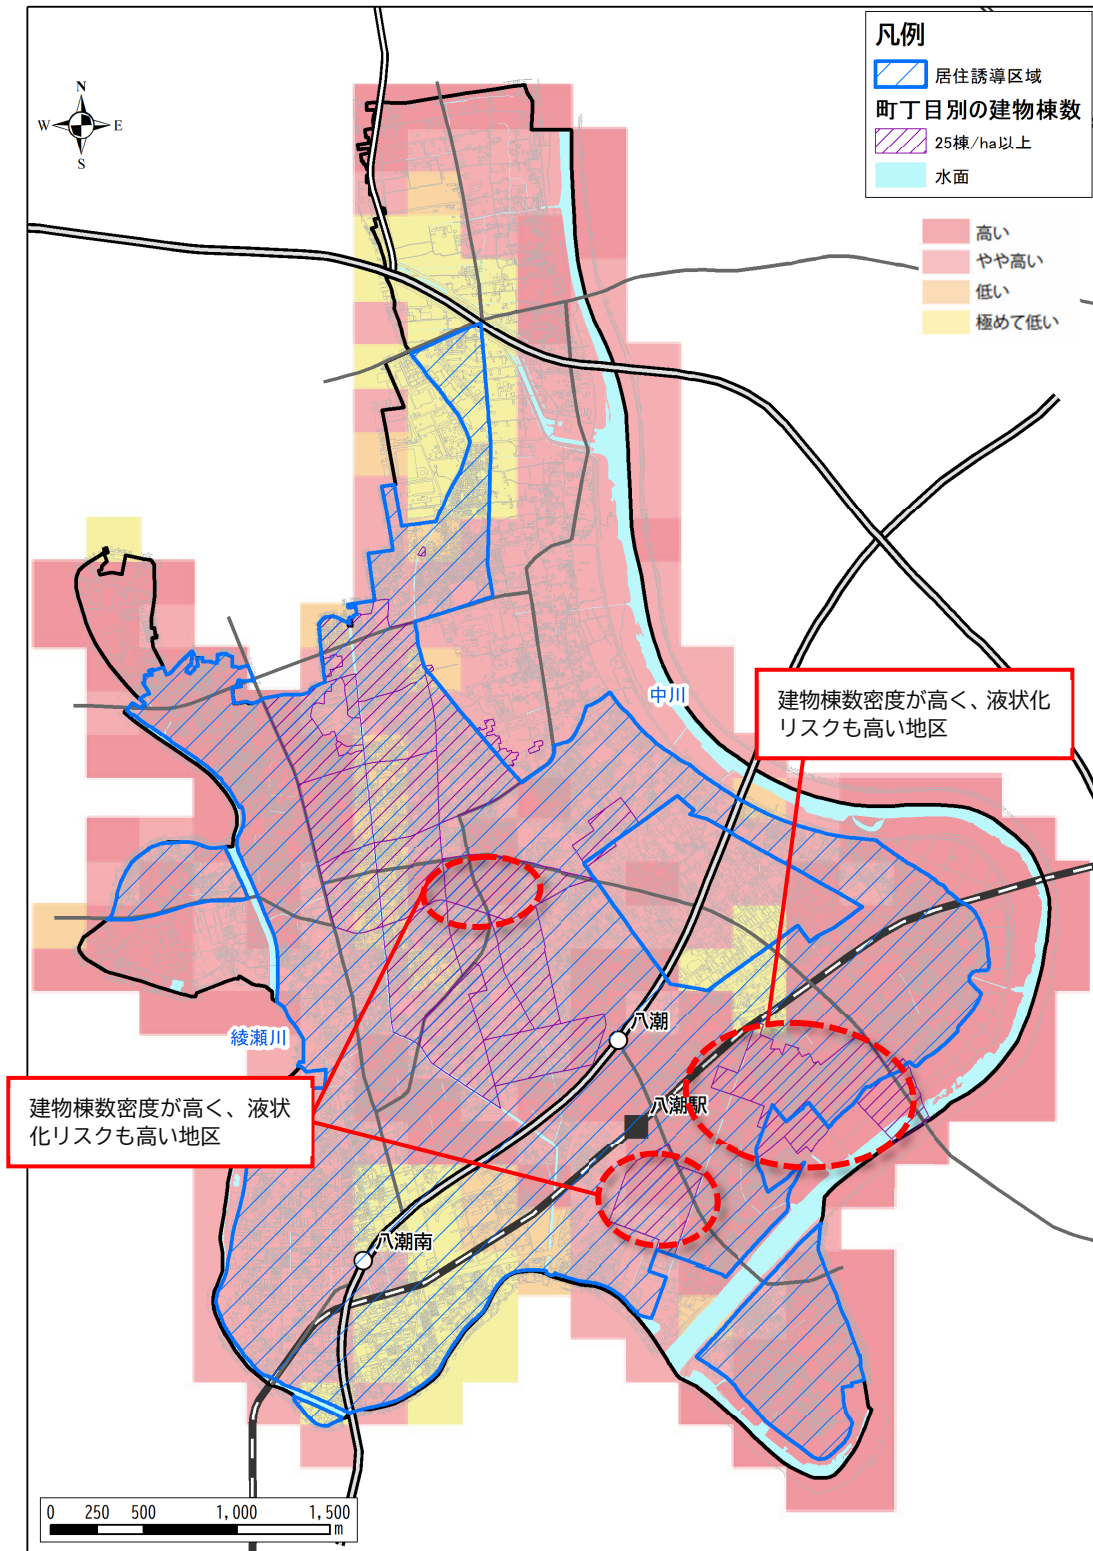 凡例
居住誘導区域
町丁目別の建物棟数
25棟/ha以上
水面
高い
やや高い
低い
極めて低い
N
W
E
S
中川
建物棟数密度が高く、液状化
リスクも高い地区
綾瀬川
八潮
建物棟数密度が高く、液状
化リスクも高い地区
八潮駅
八潮南
0 250 500 1,000 1,500
m